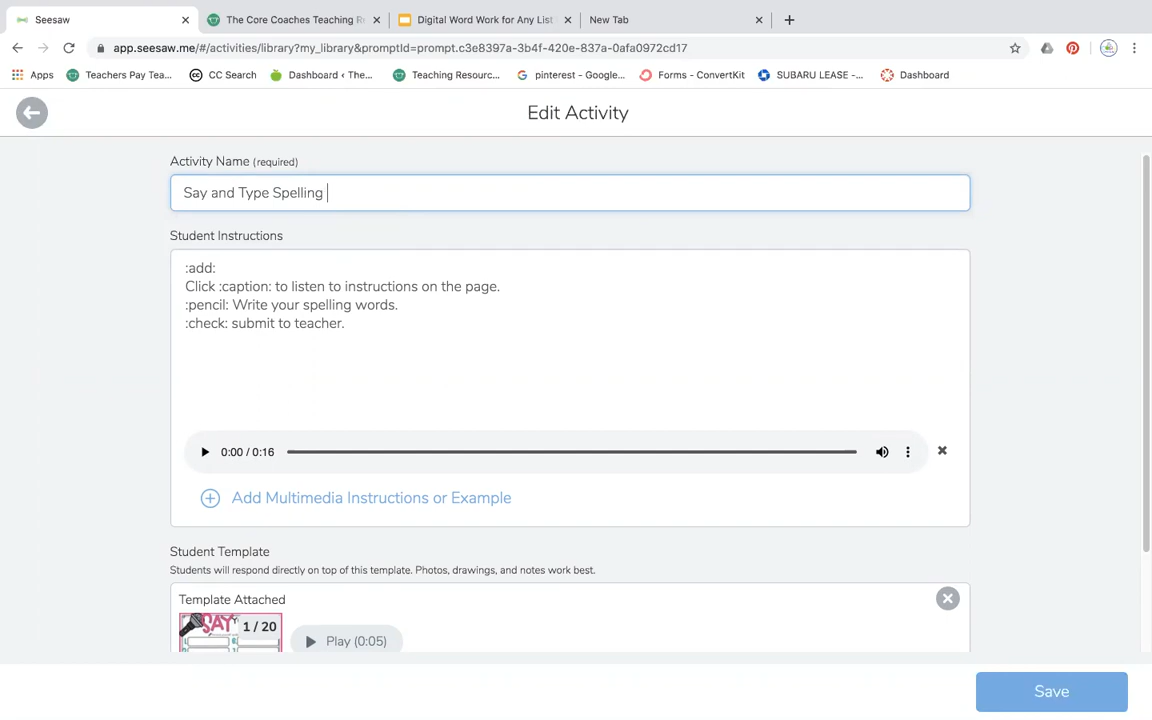 Seesaw
The Core Coaches Teaching Re
Digital Word Work for Any List
New Tab
app.seesaw.me/#/activities/library?my_library&promptId=prompt.c3e8397a-3b4f-420e-837a-0afa0972cd17
Apps
Teachers Pay Tea...
CC Search
Dashboard < The...
Teaching Resourc...
pinterest - Google...
Forms - ConvertKit
SUBARU LEASE -...
Dashboard
Edit Activity
Activity Name (required)
Say and Type Spelling
Student Instructions
:add:
Click :caption: to listen to instructions on the page.
:pencil: Write your spelling words.
:check: submit to teacher.
0:00 / 0:16
Add Multimedia Instructions or Example
Student Template
Students will respond directly on top of this template. Photos, drawings, and notes work best.
Template Attached
SAY
1 / 20
Play (0:05)
Save